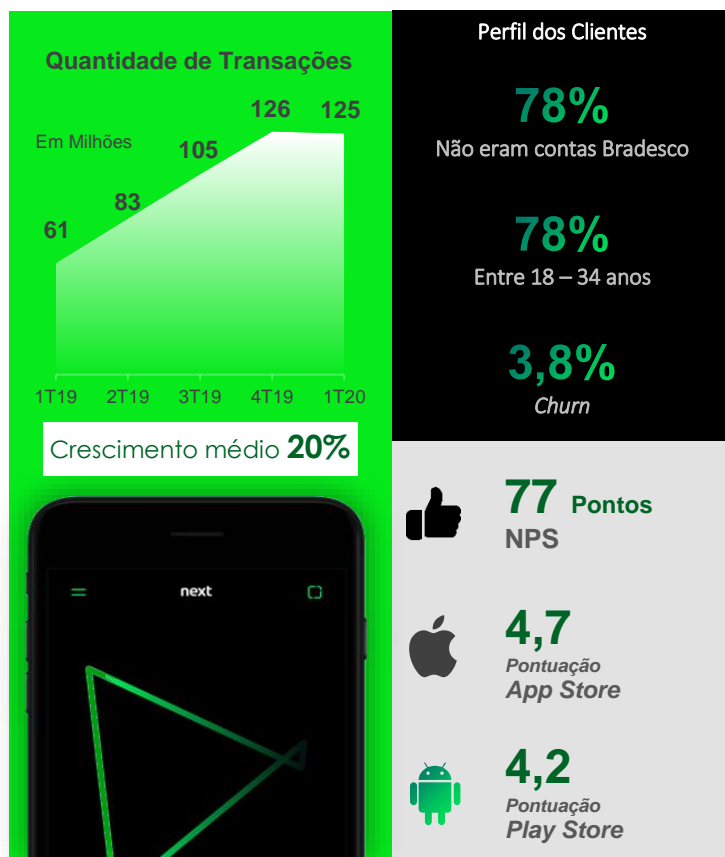 Quantidade de Transações
Em Milhões
61
83
105
126
125
1T19
2T19
3T19
4T19
1T20
Crescimento médio 20%
next
Perfil dos Clientes
78%
Não eram contas Bradesco
78%
Entre 18 – 34 anos
3,8%
Churn
77 Pontos
NPS
4,7
Pontuação
App Store
4,2
Pontuação
Play Store